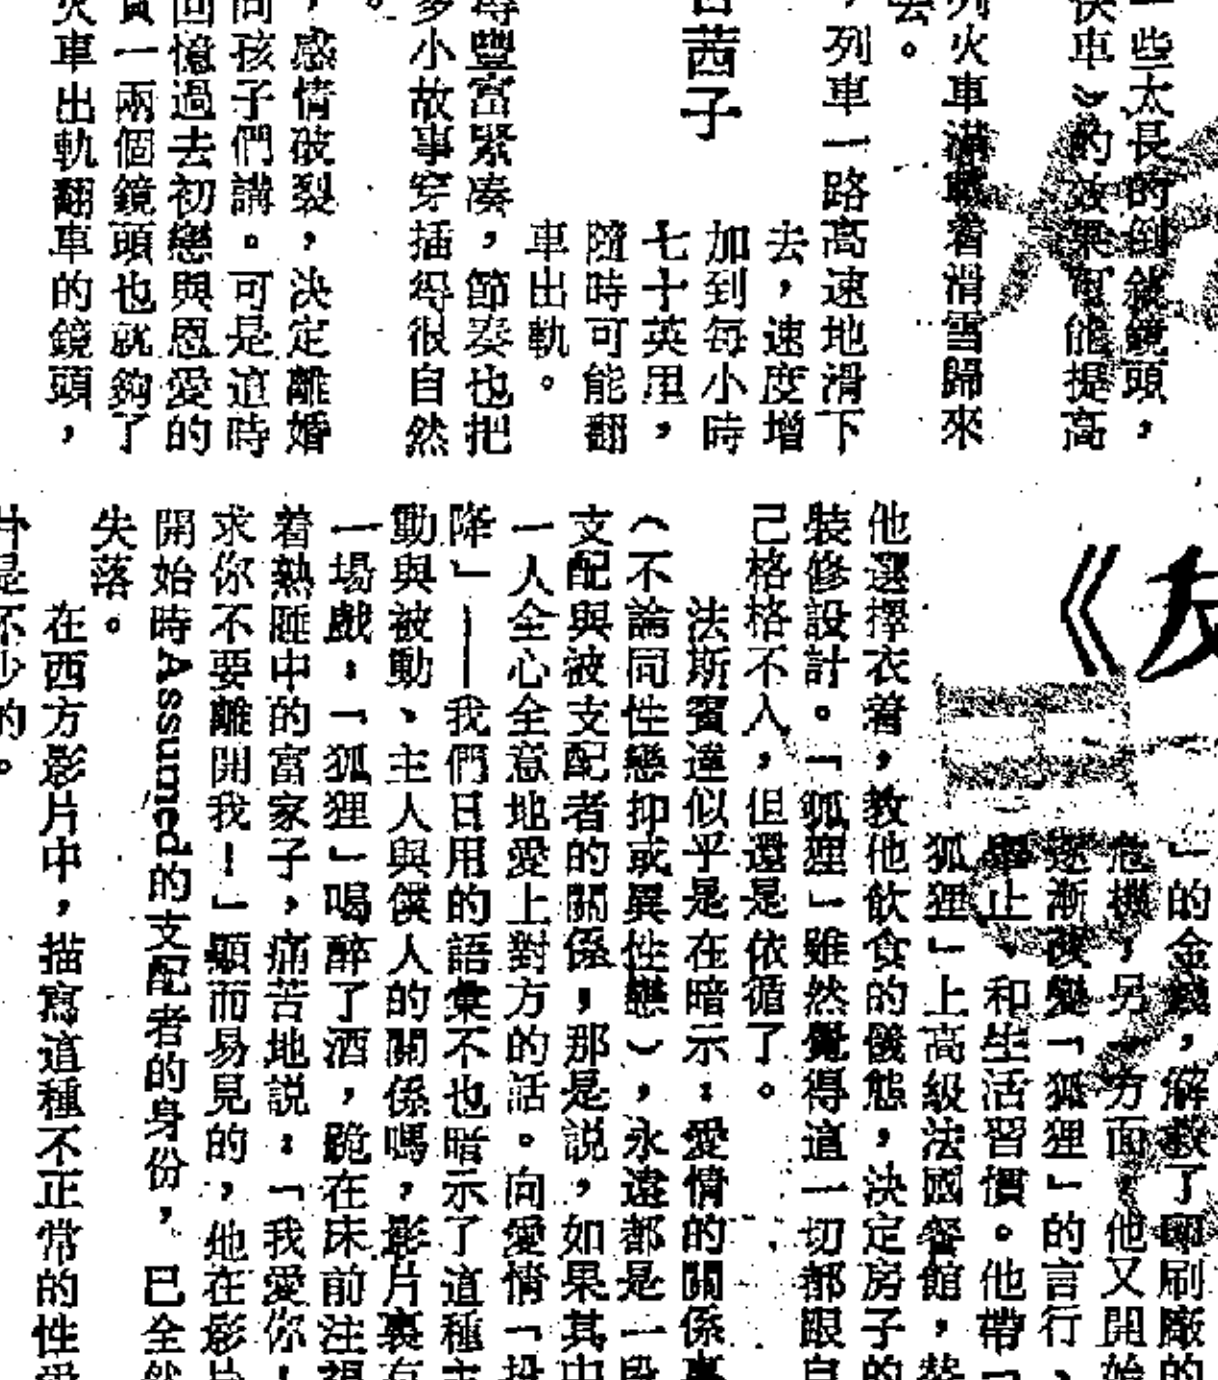 一些太長的倒敍鏡頭，
快車》的效果可能提高
列火車滿載着滑雪歸來
去。
，列車一路高速地滑下
去，速度增
加到每小時
七十英里，
隨時可能翻
車出軌。
茜子
得豐富緊凑，節奏也把
多小故事穿插得很自然
。
，感情破裂，決定離婚
向孩子們講。可是這時
回憶過去初戀與恩愛的
一兩個鏡頭也就夠了
火車出軌翻車的鏡頭，
《友
」的金錢，解救了印刷廠的
危機，另一方面，他又開始
逐漸改變「狐狸」的言行、
舉止、和生活習慣。他帶「
狐狸」上高級法國餐館，替
他選擇衣着，教他飲食的儀態，決定房子的
裝修設計。「狐狸」雖然覺得這一切都跟自
己格格不入，但還是依循了。
法斯賓達似乎是在暗示：愛情的關係裏
（不論同性戀抑或異性戀），永遠都是一段
支配與被支配者的關係，那是説，如果其中
一人全心全意地愛上對方的話。向愛情「投
降」——我們日用的語彙不也暗示了這種主
動與被動、主人與僕人的關係嗎，影片裏有
一場戲：「狐狸」喝醉了酒，跪在床前注視
着熟睡中的富家子，痛苦地説：「我愛你！
求你不要離開我！」顯而易見的，他在影片
開始時Assumed的支配者的身份，已全然
失落。
在西方影片中，描寫這種不正常的性愛
片是不少的。